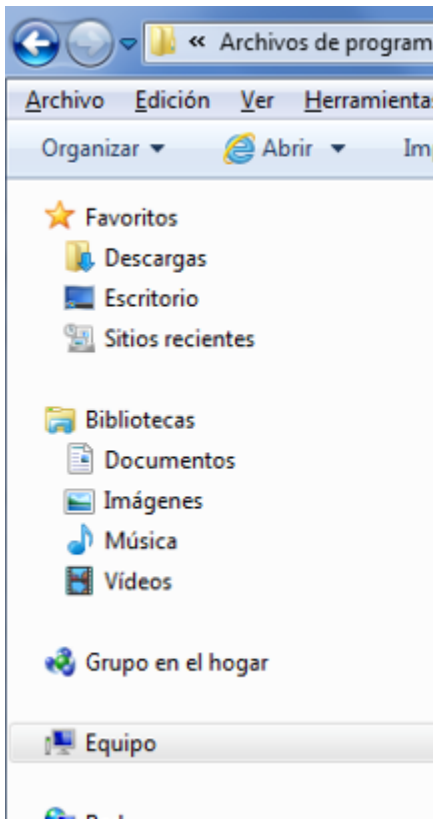 « Archivos de program
Archivo Edición Ver Herramienta
Organizar Abrir Im
Favoritos
Descargas
Escritorio
Sitios recientes
Bibliotecas
Documentos
Imágenes
Música
Vídeos
Grupo en el hogar
Equipo